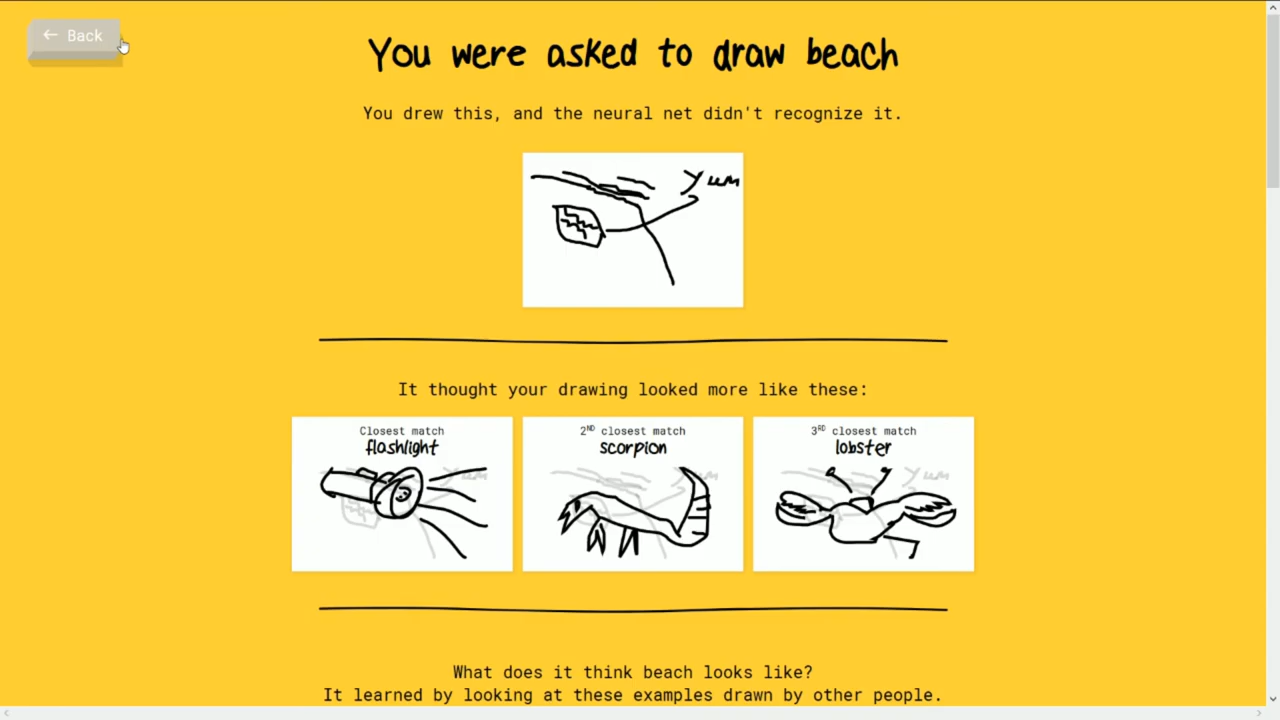 ← Back
You were asked to draw beach
You drew this, and the neural net didn't recognize it.
Yum
It thought your drawing looked more like these:
Closest match
flashlight
2ND closest match
scorpion
3RD closest match
lobster
What does it think beach looks like?
It learned by looking at these examples drawn by other people.